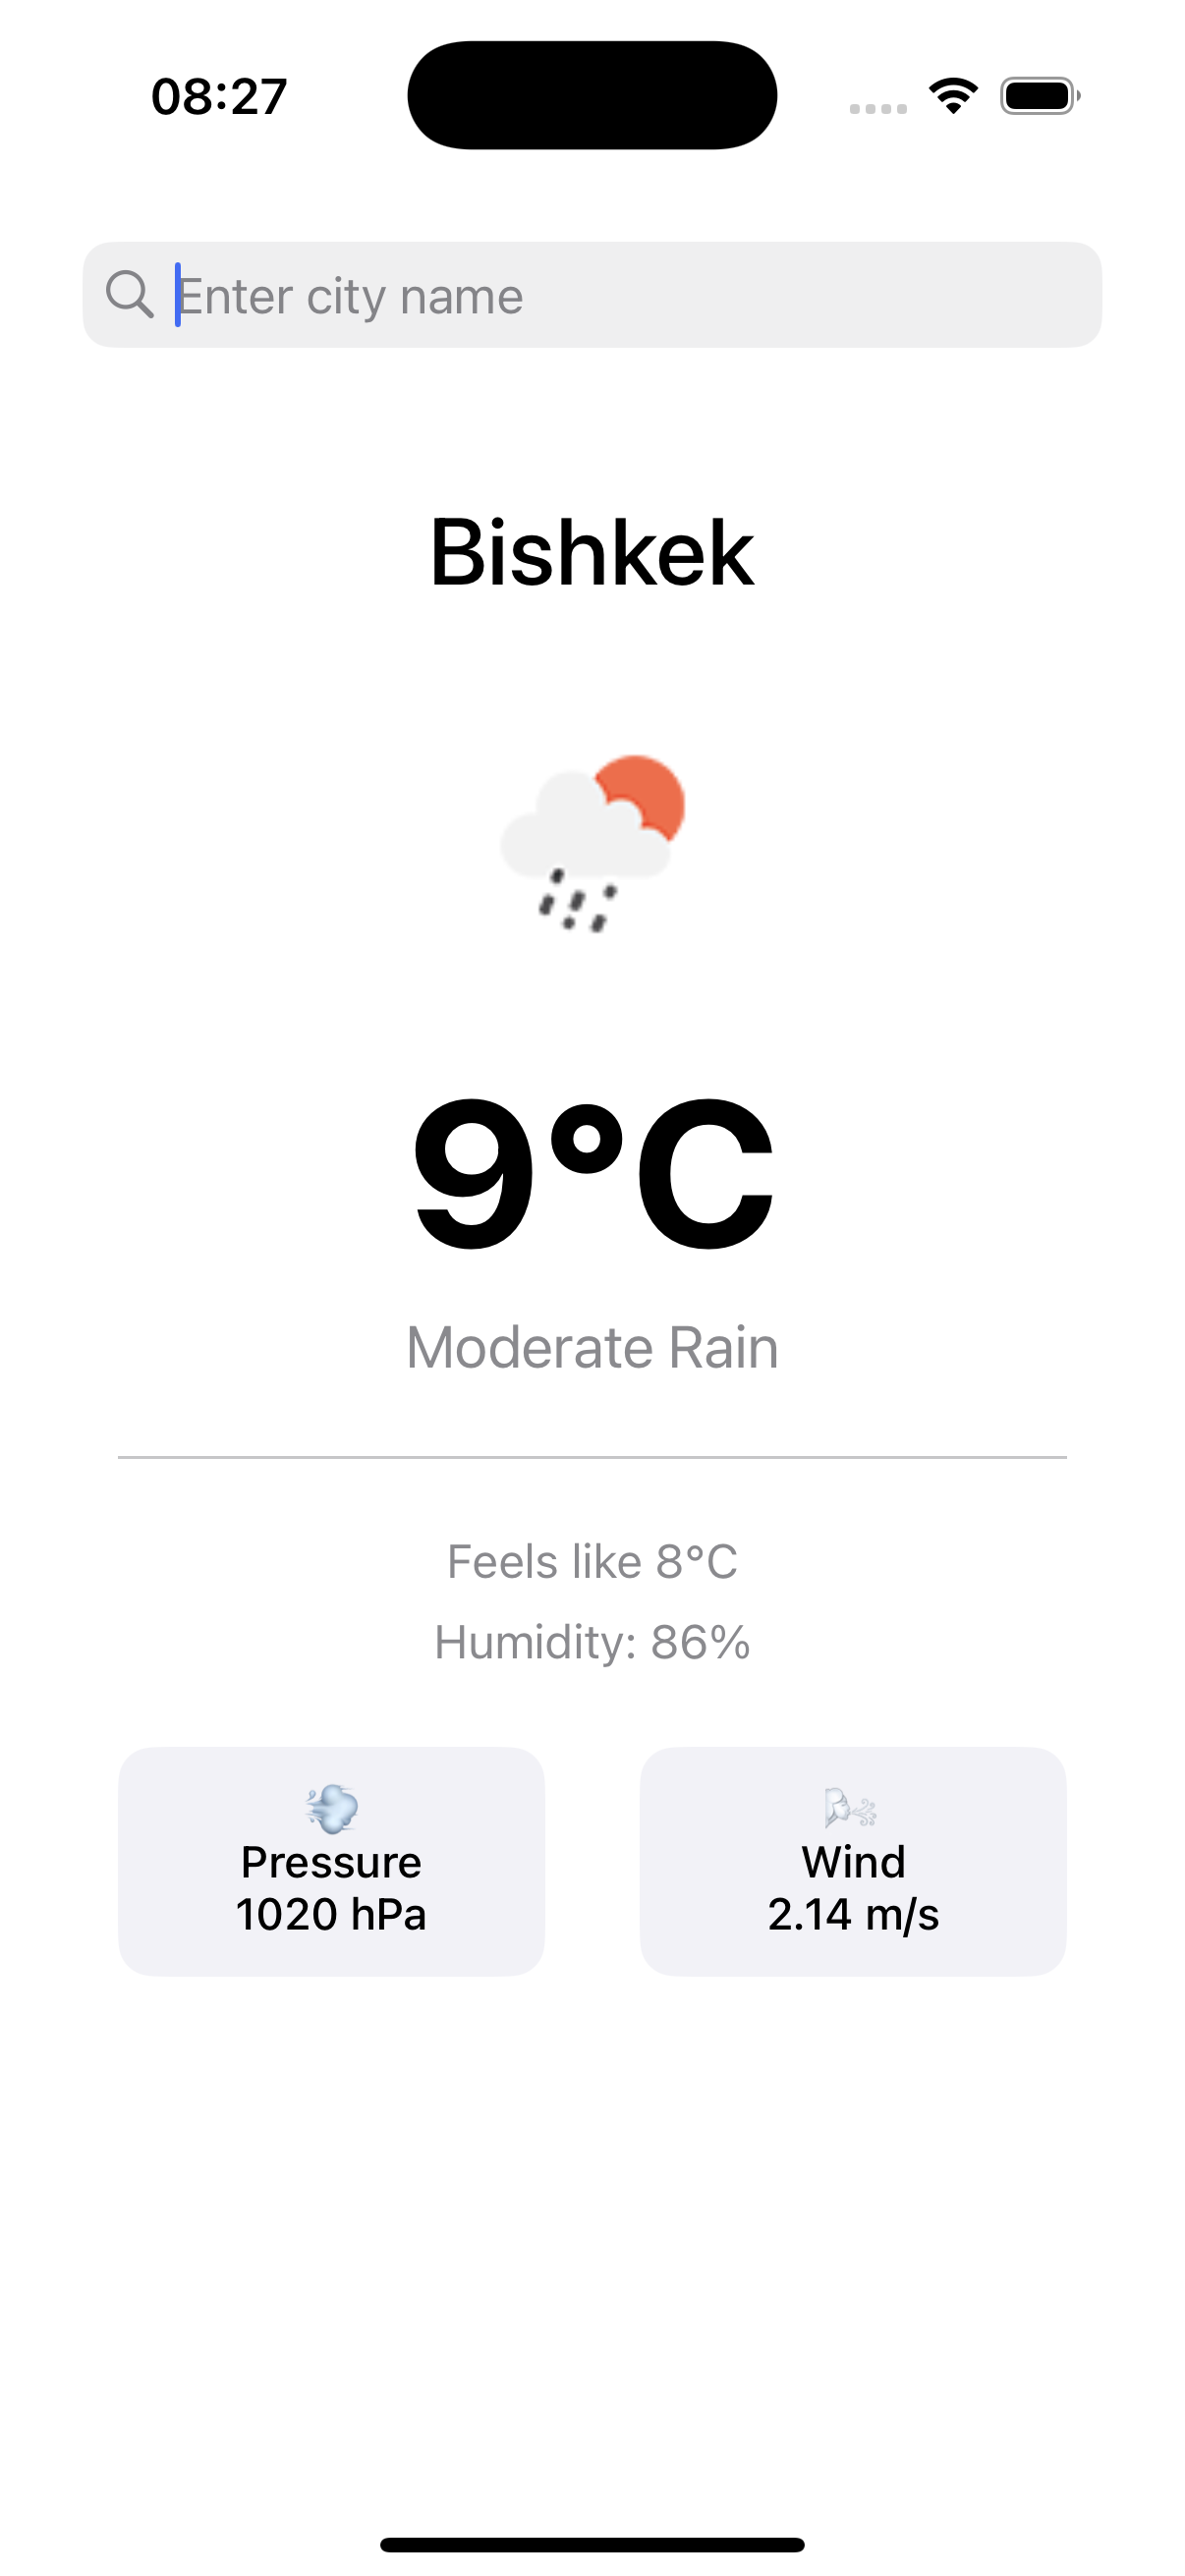 08:27
Enter city name
Bishkek
9°C
Moderate Rain
Feels like 8°C
Humidity: 86%
Pressure
1020 hPa
Wind
2.14 m/s